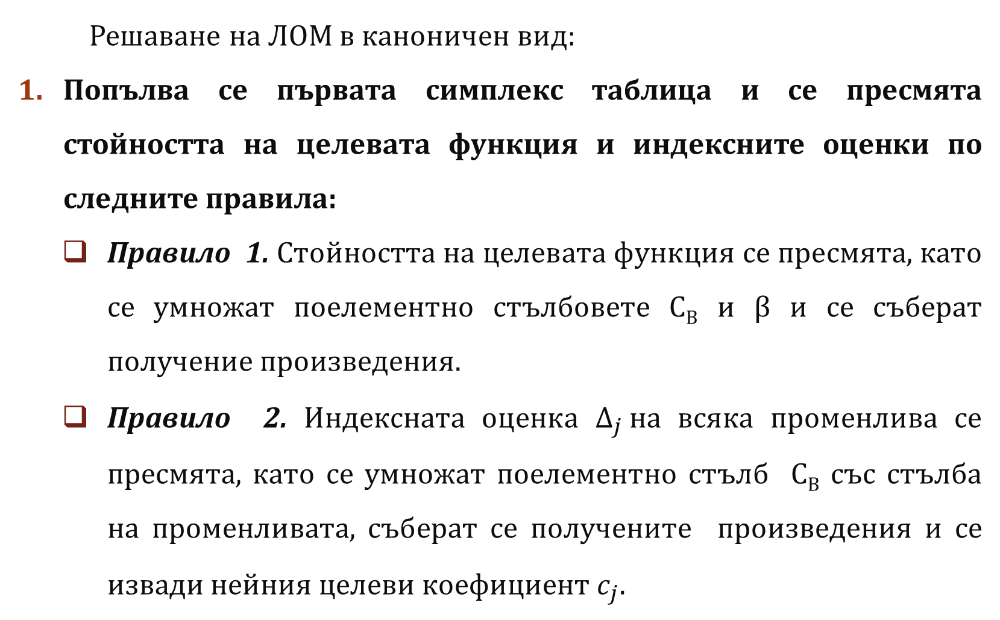 Решаване на ЛОМ в каноничен вид:
1. Попълва се първата симплекс таблица и се пресмята
стойността на целевата функция и индексните оценки по
следните правила:
❑ Правило 1. Стойността на целевата функция се пресмята, като
се умножат поелементно стълбовете C_B и β и се съберат
получение произведения.
❑ Правило 2. Индексната оценка Δ_j на всяка променлива се
пресмята, като се умножат поелементно стълб C_B със стълба
на променливата, съберат се получените произведения и се
извади нейния целеви коефициент c_j.